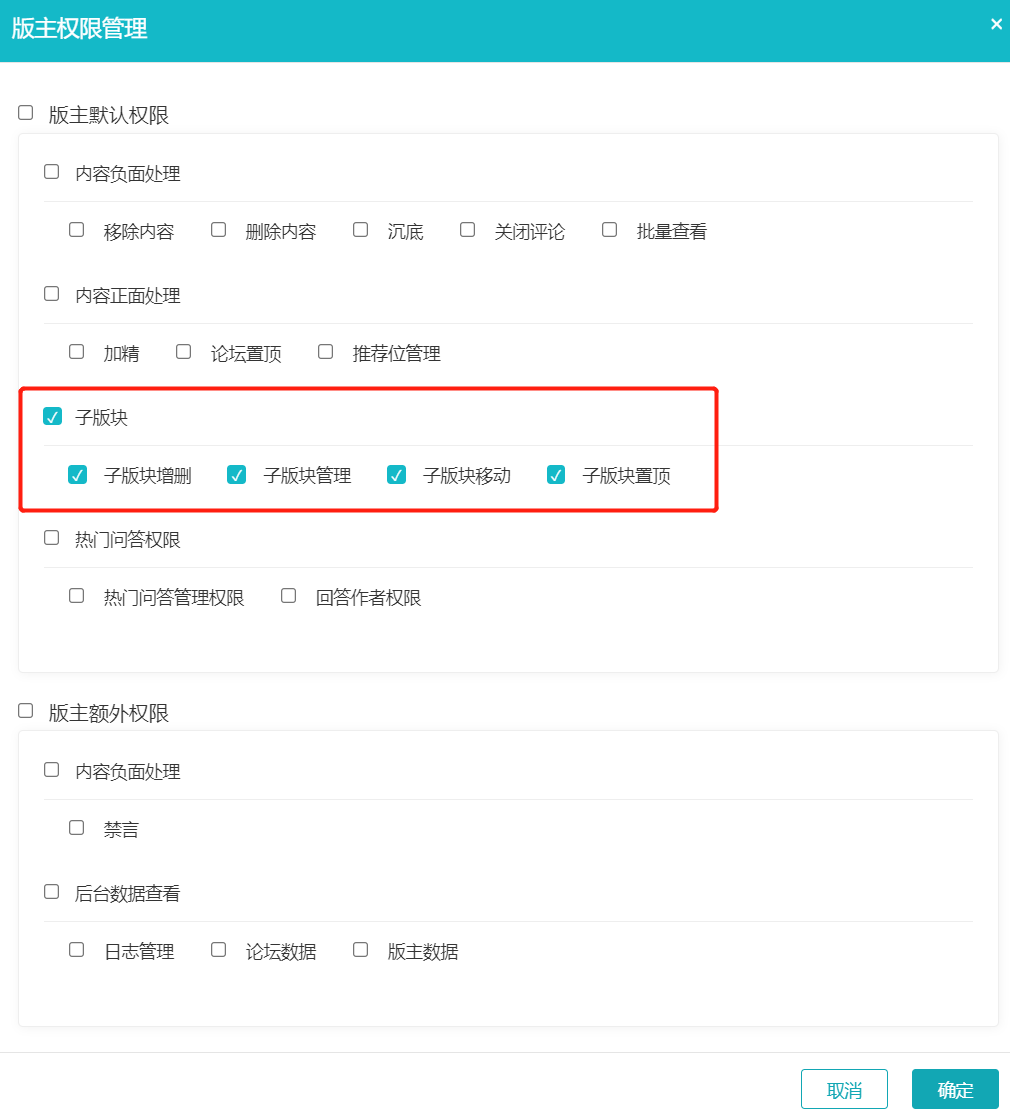 版主权限管理
版主默认权限
内容负面处理
移除内容 删除内容 沉底 关闭评论 批量查看
内容正面处理
加精 论坛置顶 推荐位管理
子版块
子版块增删 子版块管理 子版块移动 子版块置顶
热门问答权限
热门问答管理权限 回答作者权限
版主额外权限
内容负面处理
禁言
后台数据查看
日志管理 论坛数据 版主数据
取消 确定